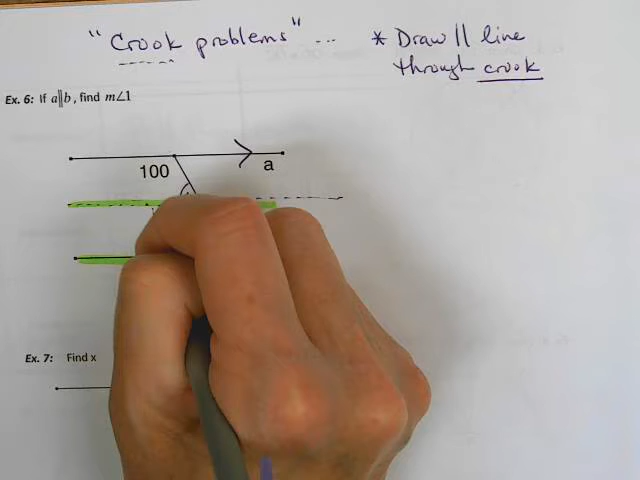 "Crook problems" ... * Draw || line
through crook
Ex. 6: If a||b, find m∠1
100
a
Ex. 7: Find x